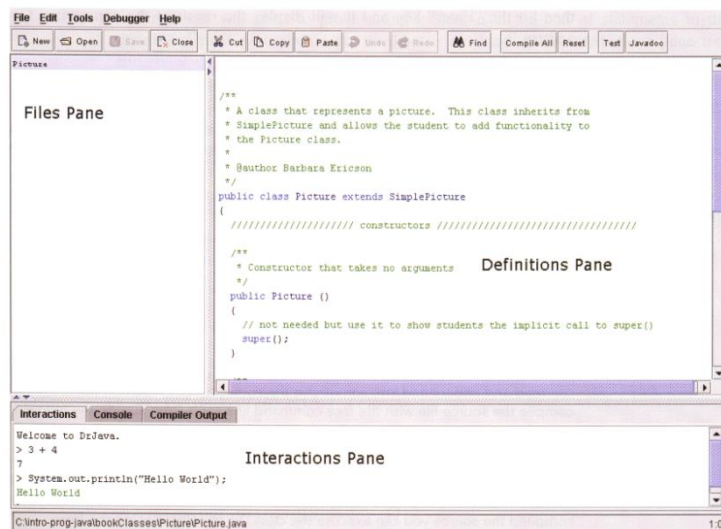 File Edit Tools Debugger Help
New Open Save Close Cut Copy Paste Undo Redo Find Compile All Reset Test Javadoc
Picture
Files Pane
/**
* A class that represents a picture. This class inherits from
* SimplePicture and allows the student to add functionality to
* the Picture class.
*
* @author Barbara Ericson
*/
public class Picture extends SimplePicture
{
///////////////////// constructors //////////////////////////////////
/**
* Constructor that takes no arguments
Definitions Pane
*/
public Picture ()
{
// not needed but use it to show students the implicit call to super()
super();
}
/**
Interactions Console Compiler Output
Welcome to DrJava.
> 3 + 4
7
> System.out.println("Hello World");
Hello World
Interactions Pane
C:\intro-prog-java\bookClasses\Picture\Picture.java